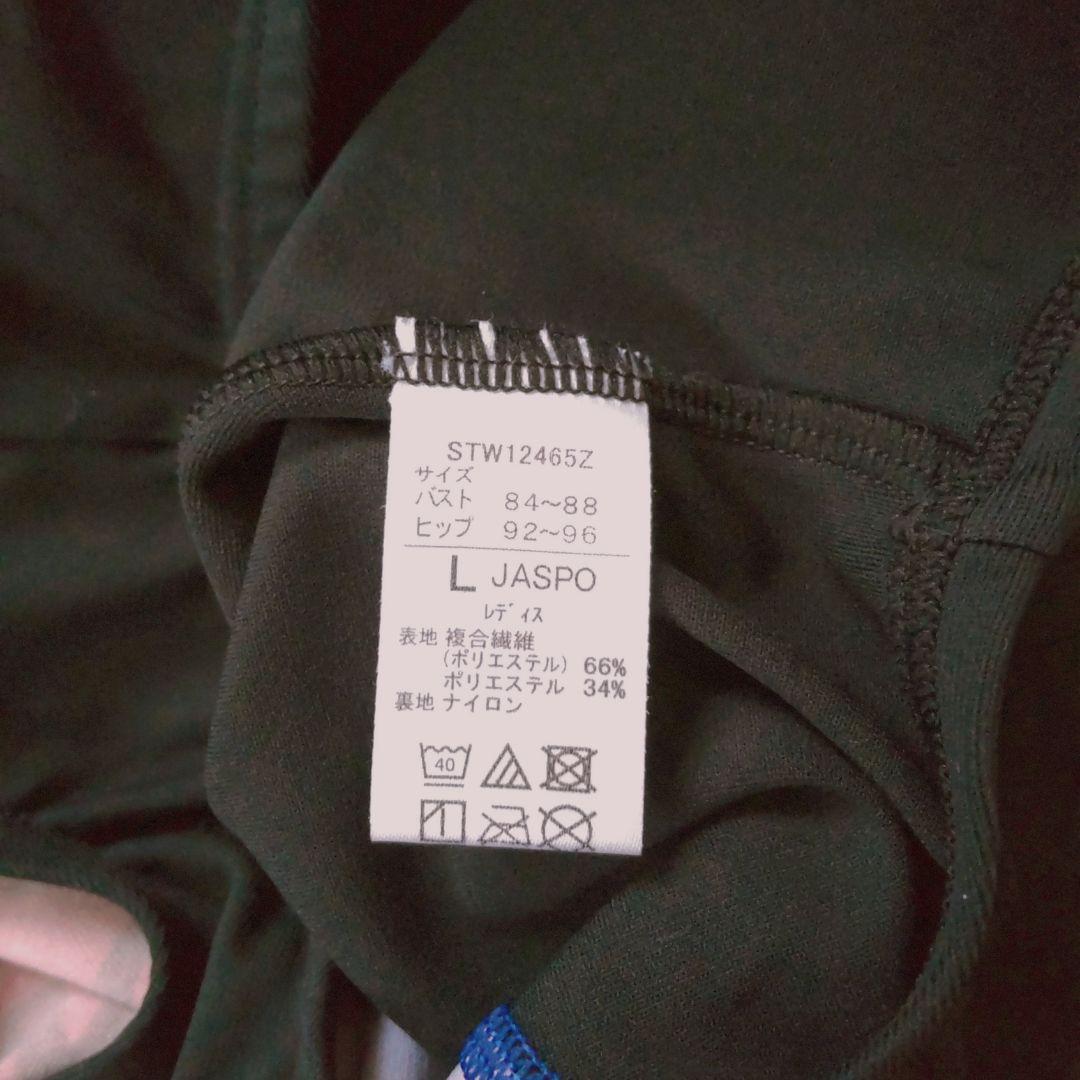 STW12465Z
サイズ
バスト 84～88
ヒップ 92～96
L JASPO
ﾚﾃﾞｨｽ
表地 複合繊維
(ポリエステル) 66%
ポリエステル 34%
裏地 ナイロン
40